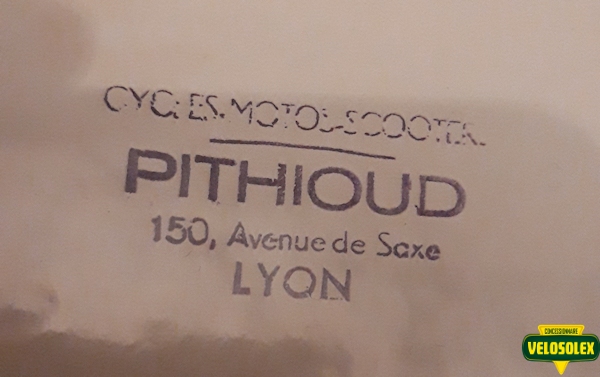 CYCLES-MOTOS-SCOOTERS
PITHIOUD
150, Avenue de Saxe
LYON
CONCESSIONNAIRE
VELOSOLEX